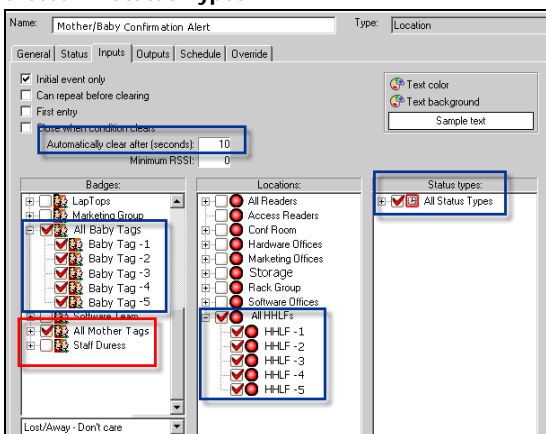 Name: Mother/Baby Confirmation Alert Type: Location
General Status Inputs Outputs Schedule Override
Initial event only
Can repeat before clearing
First entry
Close when condition clears
Automatically clear after (seconds): 10
Minimum RSSI: 0
Text color
Text background
Sample text
Badges:
LapTops
Marketing Group
All Baby Tags
Baby Tag -1
Baby Tag -2
Baby Tag -3
Baby Tag -4
Baby Tag -5
Software Team
All Mother Tags
Staff Duress
Lost/Away - Don't care
Locations:
All Readers
Access Readers
Conf Room
Hardware Offices
Marketing Offices
Storage
Rack Group
Software Offices
All HHLFs
HHLF -1
HHLF -2
HHLF -3
HHLF -4
HHLF -5
Status types:
All Status Types